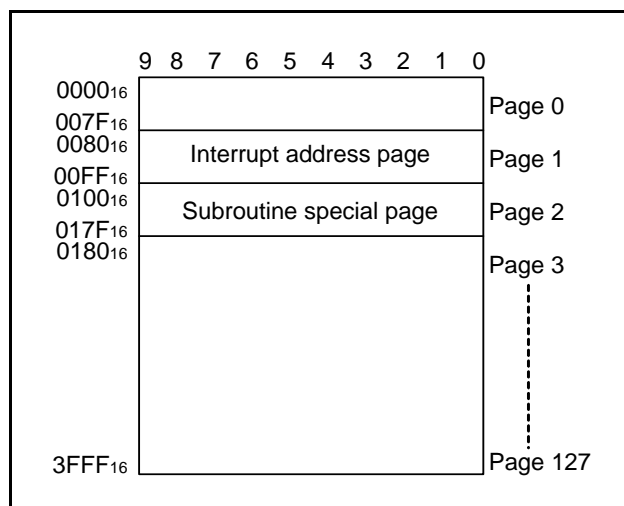 9 8 7 6 5 4 3 2 1 0
0000₁₆
Page 0
007F₁₆
0080₁₆
Interrupt address page
Page 1
00FF₁₆
0100₁₆
Subroutine special page
Page 2
017F₁₆
0180₁₆
Page 3
3FFF₁₆
Page 127